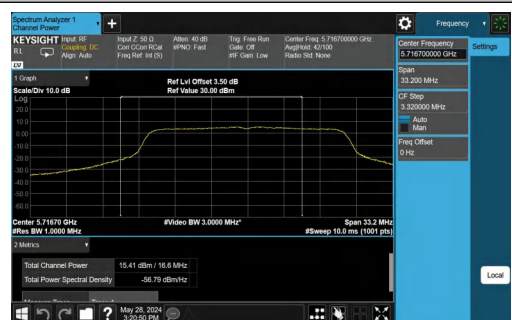 Spectrum Analyzer 1
Channel Power
Frequency
KEYSIGHT
Input: RF
Coupling: DC
Align: Auto
RL
Input Z: 50 Ω
Corr CCorr RCal
Freq Ref: Int (S)
Atten: 40 dB
#PNO: Fast
Trig: Free Run
Gate: Off
#IF Gain: Low
Center Freq: 5.716700000 GHz
Avg|Hold: 42/100
Radio Std: None
LXI
Center Frequency
5.716700000 GHz
Settings
Span
33.200 MHz
CF Step
3.320000 MHz
Auto
Man
Freq Offset
0 Hz
1 Graph
Scale/Div 10.0 dB
Ref Lvl Offset 3.50 dB
Ref Value 30.00 dBm
Log
20.0
10.0
0.00
-10.0
-20.0
-30.0
-40.0
-50.0
-60.0
Center 5.71670 GHz
#Video BW 3.0000 MHz*
Span 33.2 MHz
#Res BW 1.0000 MHz
#Sweep 10.0 ms (1001 pts)
2 Metrics
Total Channel Power
15.41 dBm / 16.6 MHz
Total Power Spectral Density
-56.79 dBm/Hz
Local
May 28, 2024
3:20:50 PM